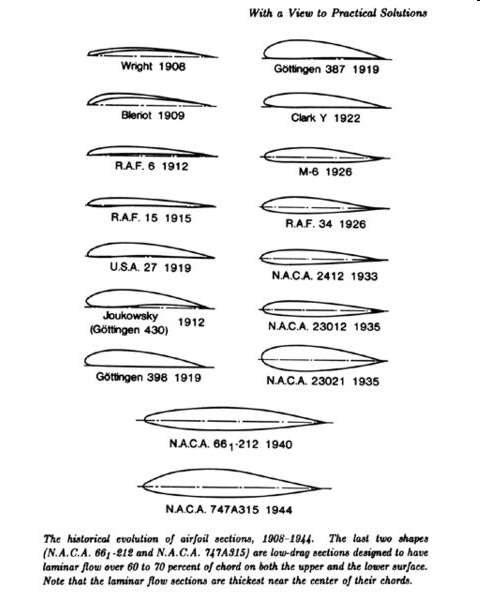 With a View to Practical Solutions
Wright 1908
Bleriot 1909
R.A.F. 6 1912
R.A.F. 15 1915
U.S.A. 27 1919
Joukowsky 1912
(Göttingen 430)
Göttingen 398 1919
Göttingen 387 1919
Clark Y 1922
M-6 1926
R.A.F. 34 1926
N.A.C.A. 2412 1933
N.A.C.A. 23012 1935
N.A.C.A. 23021 1935
N.A.C.A. 66₁-212 1940
N.A.C.A. 747A315 1944
The historical evolution of airfoil sections, 1908-1944. The last two shapes
(N.A.C.A. 66₁-212 and N.A.C.A. 747A315) are low-drag sections designed to have
laminar flow over 60 to 70 percent of chord on both the upper and the lower surface.
Note that the laminar flow sections are thickest near the center of their chords.